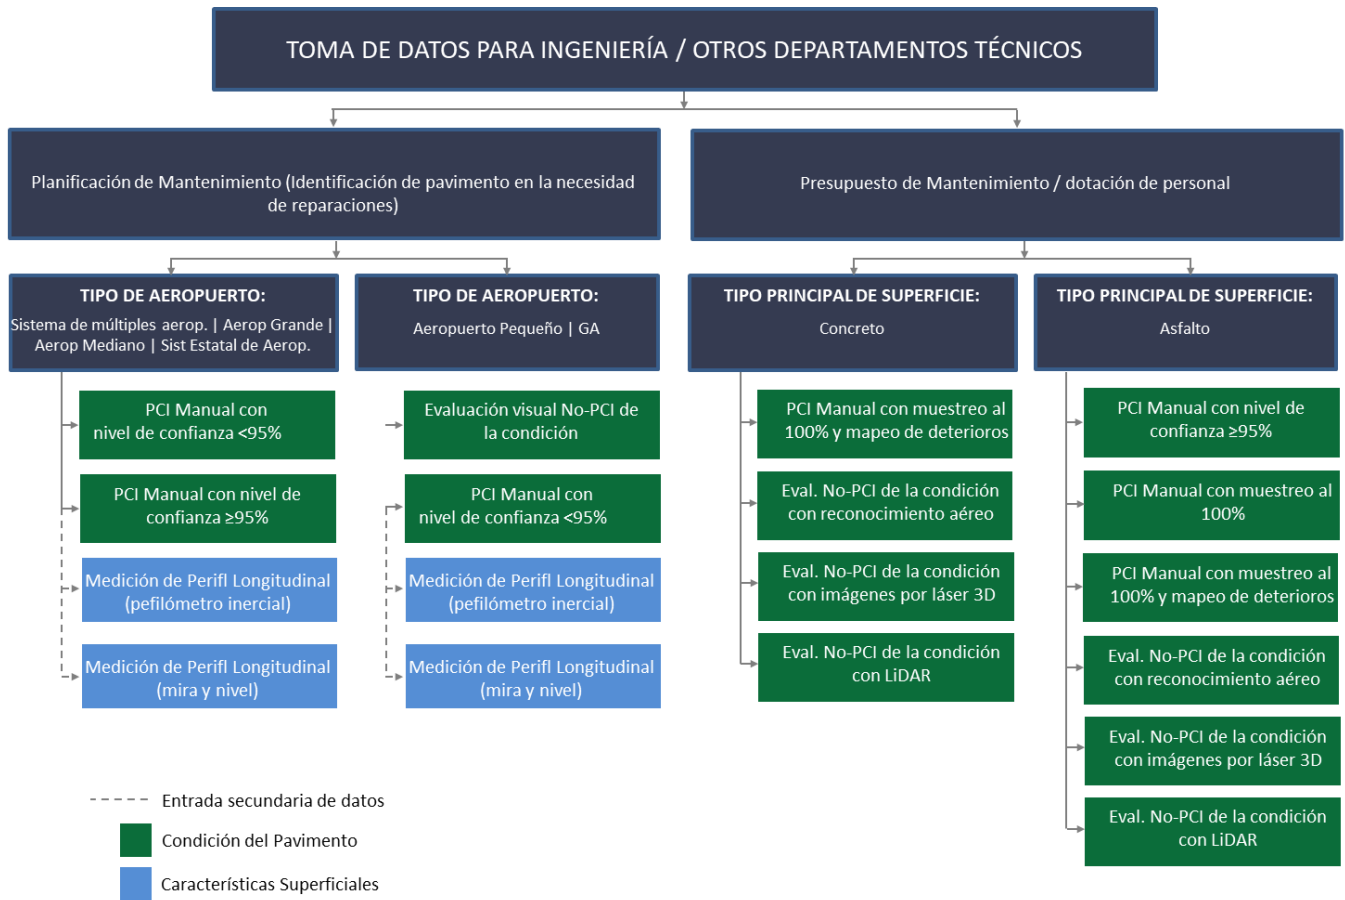 TOMA DE DATOS PARA INGENIERÍA / OTROS DEPARTAMENTOS TÉCNICOS
Planificación de Mantenimiento (Identificación de pavimento en la necesidad
de reparaciones)
Presupuesto de Mantenimiento / dotación de personal
TIPO DE AEROPUERTO:
Sistema de múltiples aerop. | Aerop Grande |
Aerop Mediano | Sist Estatal de Aerop.
PCI Manual con
nivel de confianza <95%
PCI Manual con nivel de
confianza ≥95%
Medición de Perifl Longitudinal
(pefilómetro inercial)
Medición de Perifl Longitudinal
(mira y nivel)
TIPO DE AEROPUERTO:
Aeropuerto Pequeño | GA
Evaluación visual No-PCI de
la condición
PCI Manual con
nivel de confianza <95%
Medición de Perifl Longitudinal
(pefilómetro inercial)
Medición de Perifl Longitudinal
(mira y nivel)
TIPO PRINCIPAL DE SUPERFICIE:
Concreto
PCI Manual con muestreo al
100% y mapeo de deterioros
Eval. No-PCI de la condición
con reconocimiento aéreo
Eval. No-PCI de la condición
con imágenes por láser 3D
Eval. No-PCI de la condición
con LiDAR
TIPO PRINCIPAL DE SUPERFICIE:
Asfalto
PCI Manual con nivel de
confianza ≥95%
PCI Manual con muestreo al
100%
PCI Manual con muestreo al
100% y mapeo de deterioros
Eval. No-PCI de la condición
con reconocimiento aéreo
Eval. No-PCI de la condición
con imágenes por láser 3D
Eval. No-PCI de la condición
con LiDAR
Entrada secundaria de datos
Condición del Pavimento
Característicás Superficiales